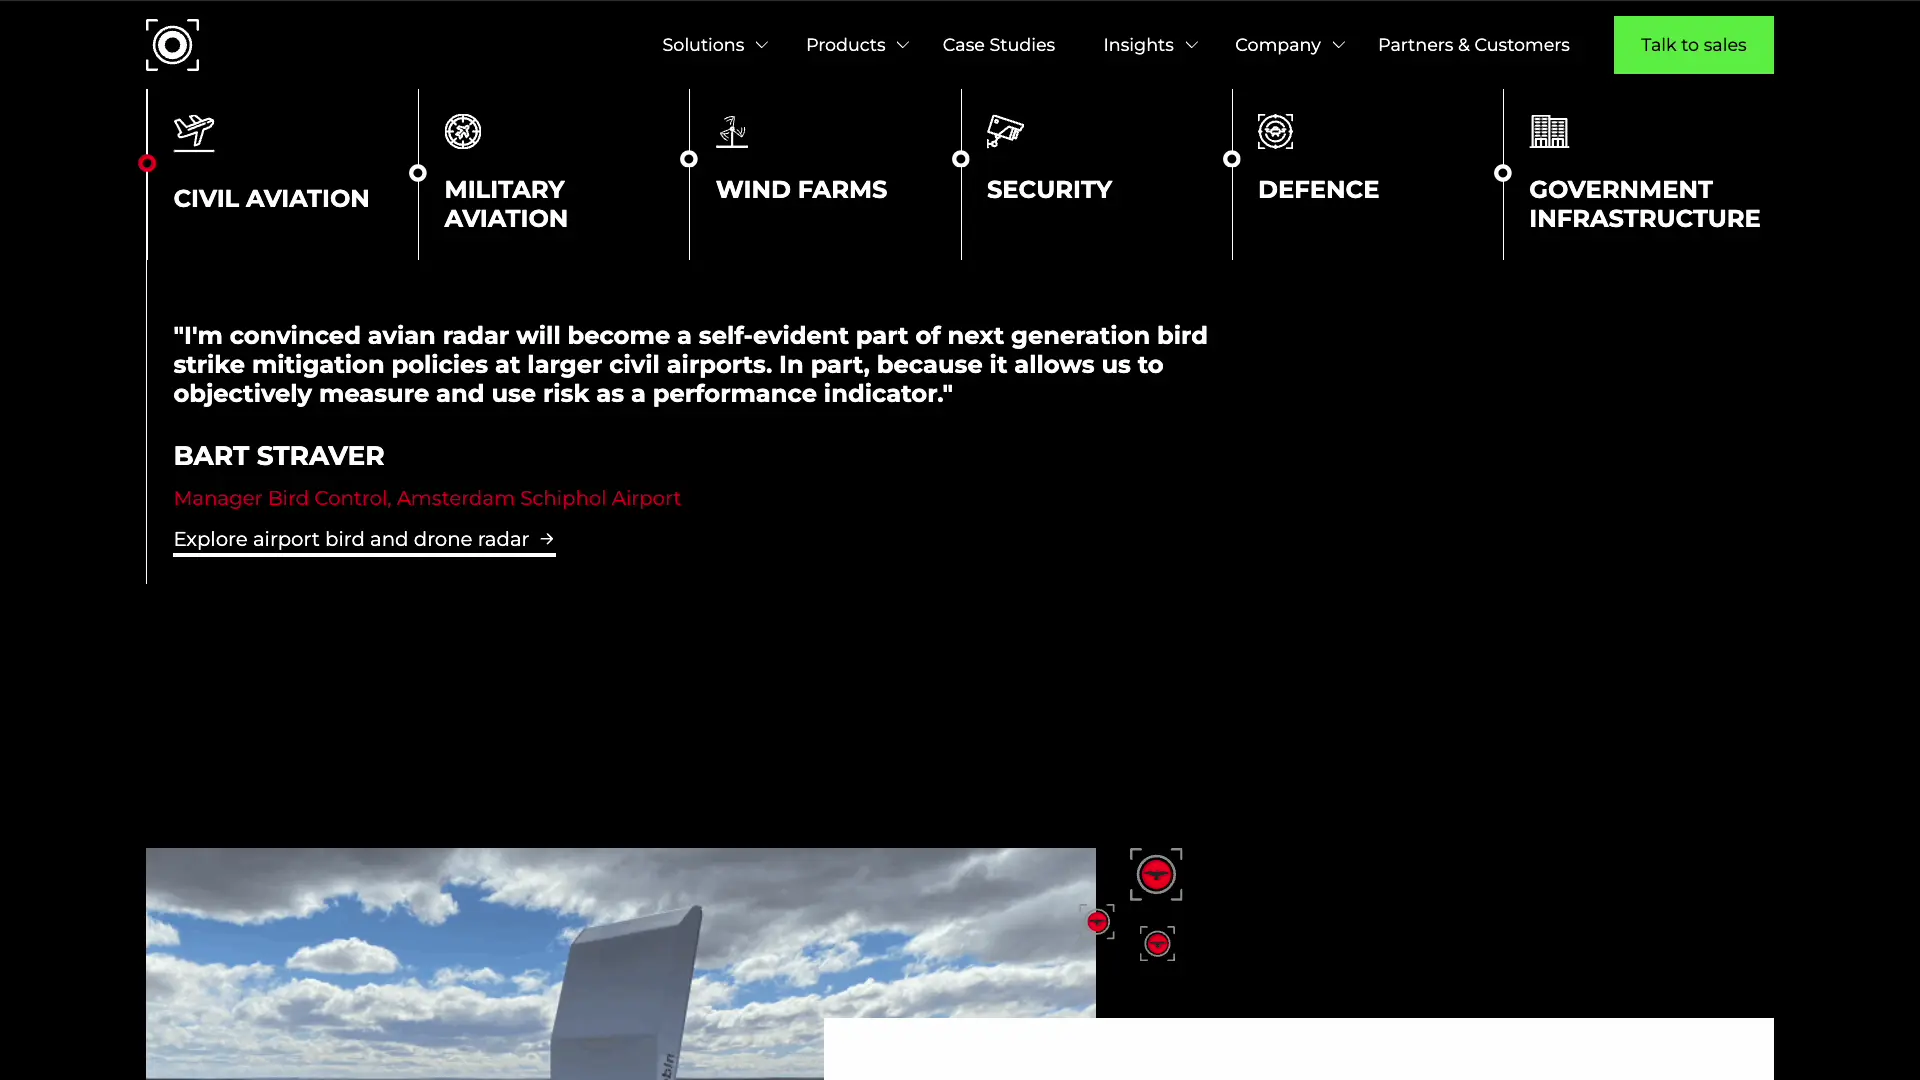 Solutions
Products
Case Studies
Insights
Company
Partners & Customers
Talk to sales
CIVIL AVIATION
MILITARY
AVIATION
WIND FARMS
SECURITY
DEFENCE
GOVERNMENT
INFRASTRUCTURE
"I'm convinced avian radar will become a self-evident part of next generation bird
strike mitigation policies at larger civil airports. In part, because it allows us to
objectively measure and use risk as a performance indicator."
BART STRAVER
Manager Bird Control, Amsterdam Schiphol Airport
Explore airport bird and drone radar →